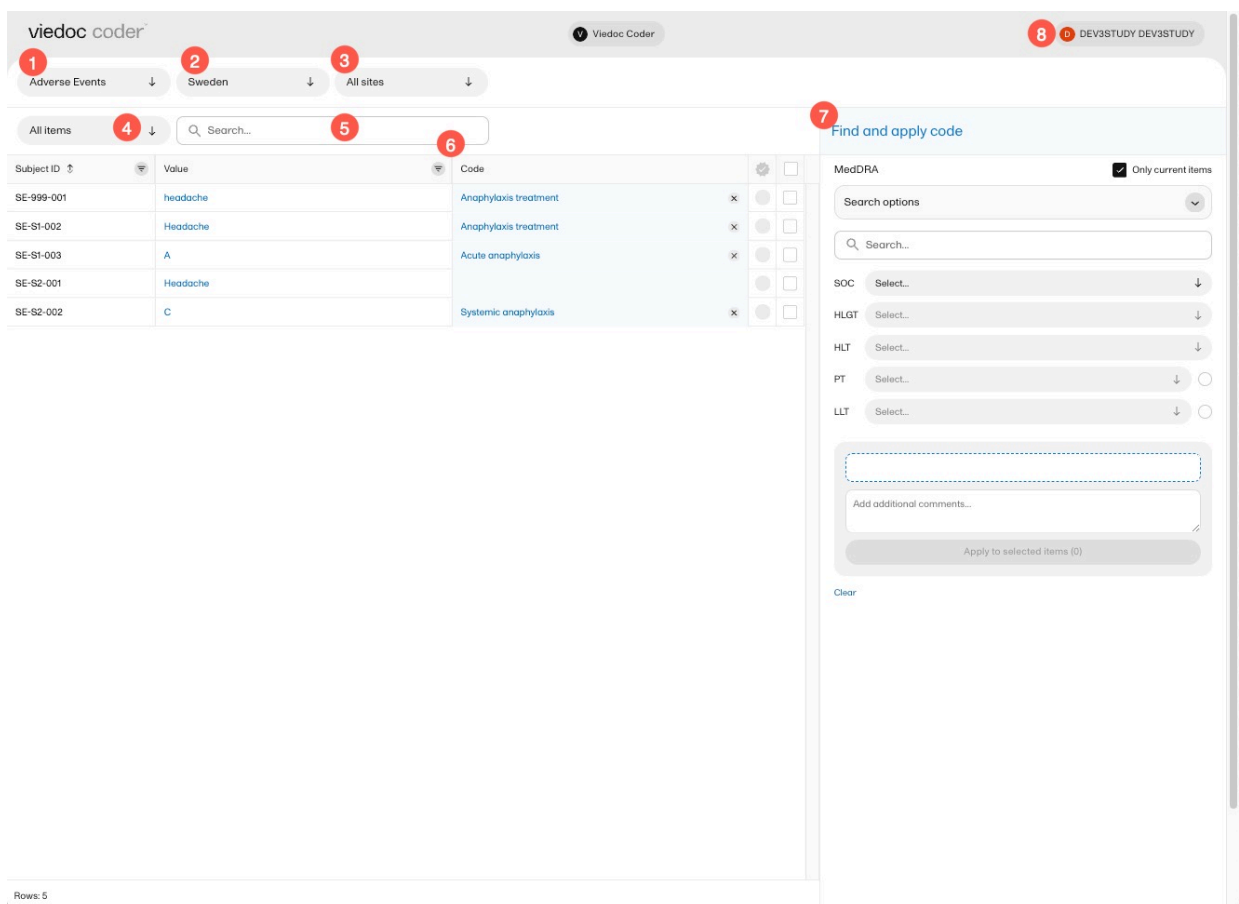 viedoc coder
V Viedoc Coder
8 D DEV3STUDY DEV3STUDY
1 2 3
Adverse Events ↓ Sweden ↓ All sites ↓
All items 4 ↓ Search... 5
6
7 Find and apply code
Subject ID Value Code
SE-999-001 headache Anaphylaxis treatment
SE-S1-002 Headache Anaphylaxis treatment
SE-S1-003 A Acute anaphylaxis
SE-S2-001 Headache
SE-S2-002 C Systemic anaphylaxis
MedDRA Only current items
Search options
Search...
SOC Select... ↓
HLGT Select... ↓
HLT Select... ↓
PT Select... ↓
LLT Select... ↓
Add additional comments...
Apply to selected items (0)
Clear
Rows: 5